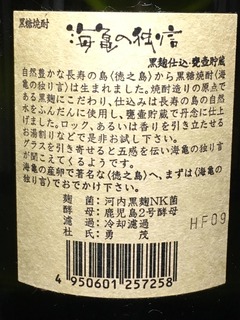 黒糖焼酎
海亀の独り言
黒麹仕込・甕壺貯蔵
自然豊かな長寿の島〈徳之島〉から黒糖焼酎〈海
亀の独り言〉は生まれました。焼酎造りの原点で
ある黒麹にこだわり、仕込みは長寿の島の自然
水をふんだんに使用し、甕壺貯蔵で丹念に仕上
げました。ロック、あるいは香りを引き立たせる
お湯割りなどで是非お試し下さい。
グラスを引き寄せると五感を伝い海亀の独り言
が聞こえてくるようです。
海亀の産卵で著名な〈徳之島〉へ、まずは〈海亀の
独り言〉でおでかけ下さい。
麹菌：河内黒麹NK菌
酵母：鹿児島2号酵母
濾過：冷却濾過
杜氏：勇 茂
HF09
4 950601 257258